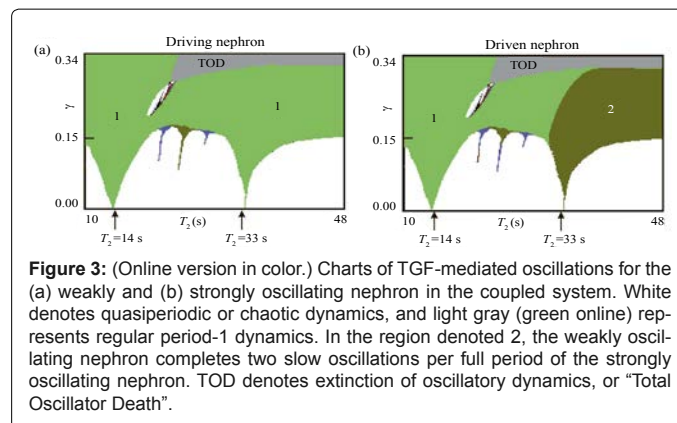 (a) Driving nephron
0.34
TOD
γ
1
1
0.15
0.00
10
T2(s)
48
T2=14 s
T2=33 s
(b) Driven nephron
0.34
TOD
γ
1
2
0.15
0.00
10
T2(s)
48
T2=14 s
T2=33 s
Figure 3: (Online version in color.) Charts of TGF-mediated oscillations for the
(a) weakly and (b) strongly oscillating nephron in the coupled system. White
denotes quasiperiodic or chaotic dynamics, and light gray (green online) rep-
resents regular period-1 dynamics. In the region denoted 2, the weakly oscil-
lating nephron completes two slow oscillations per full period of the strongly
oscillating nephron. TOD denotes extinction of oscillatory dynamics, or “Total
Oscillator Death”.